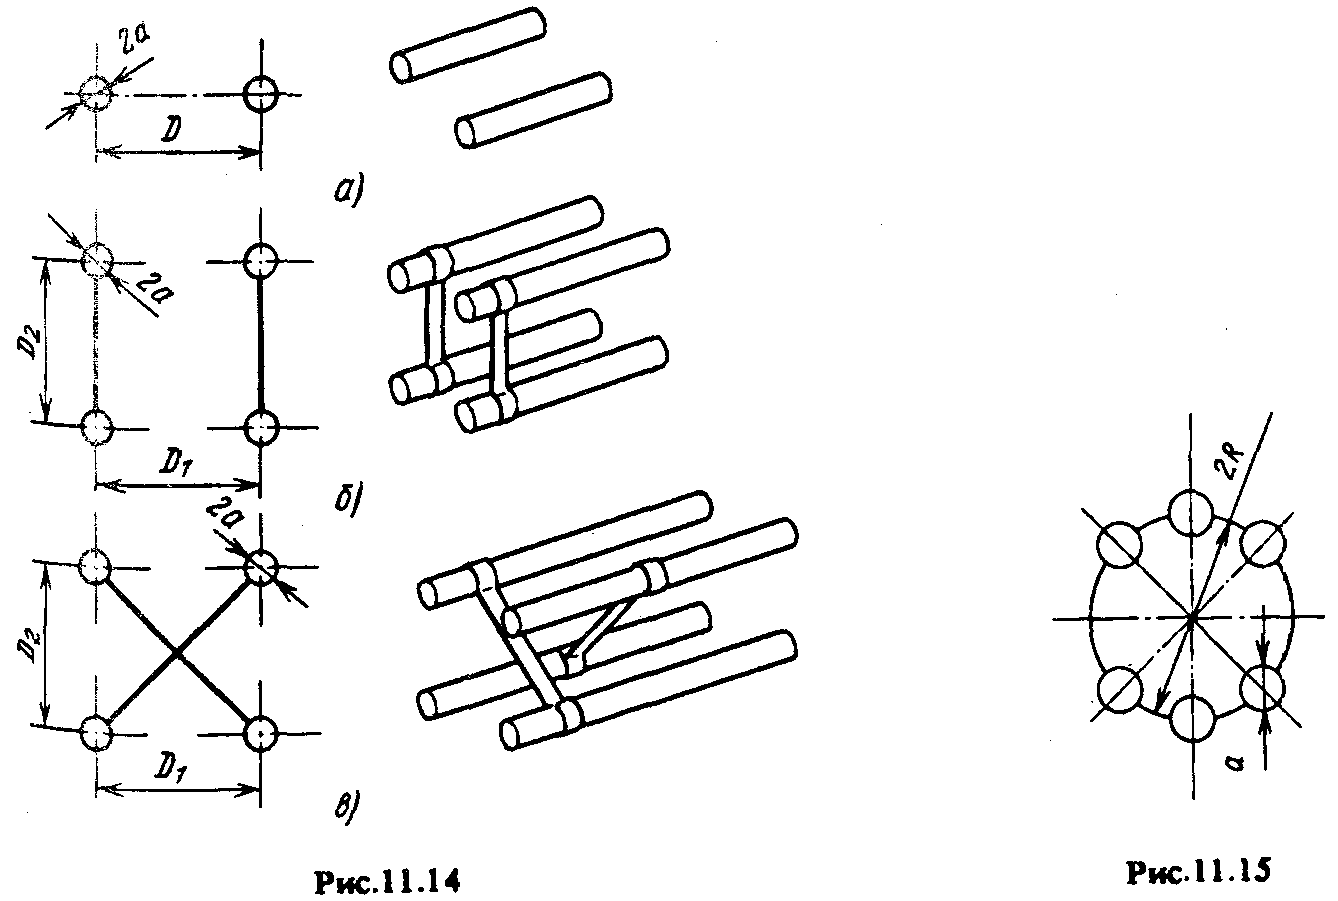 2a
D
а)
2a
D₂
D₁
б)
2a
D₂
D₁
в)
Рис.11.14
2R
a
Рис.11.15